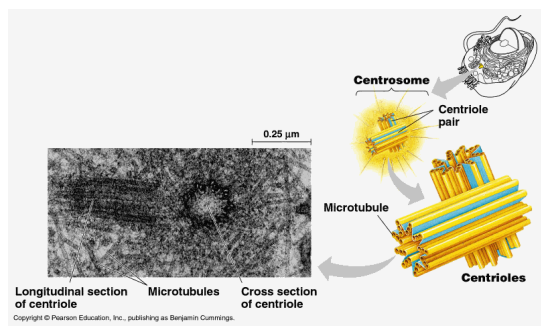 Centrosome
Centriole
pair
0.25 µm
Microtubule
Longitudinal section
of centriole
Microtubules
Cross section
of centriole
Centrioles
Copyright © Pearson Education, Inc., publishing as Benjamin Cummings.